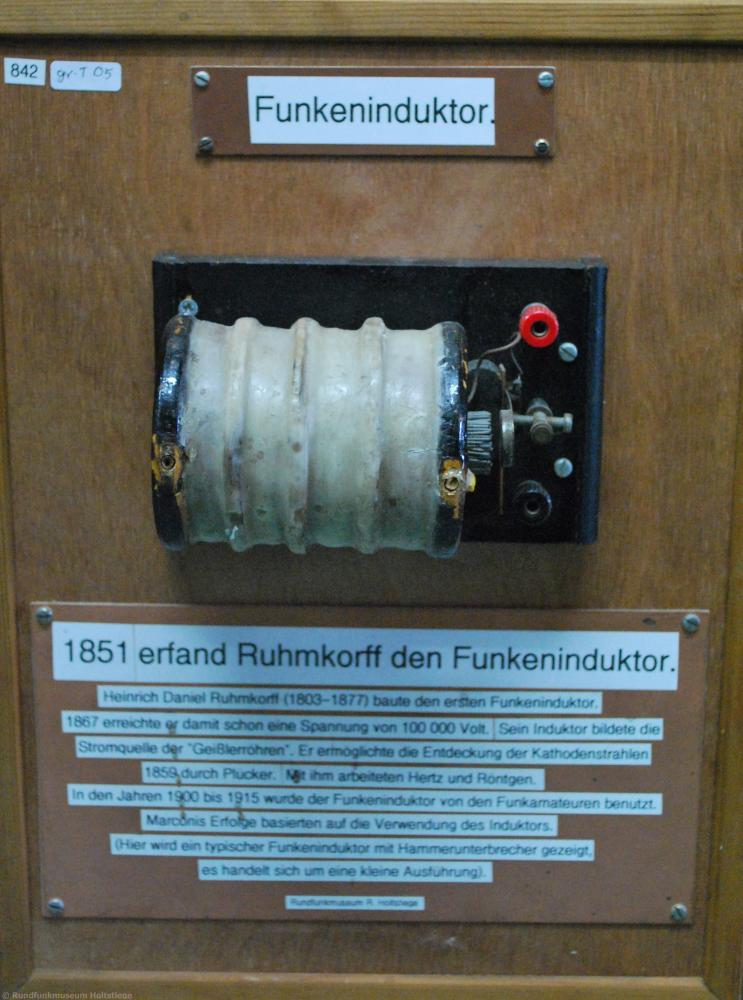 842
gr-T 05
Funkeninduktor.
1851 erfand Ruhmkorff den Funkeninduktor.
Heinrich Daniel Ruhmkorff (1803–1877) baute den ersten Funkeninduktor.
1867 erreichte er damit schon eine Spannung von 100 000 Volt. Sein Induktor bildete die
Stromquelle der "Geißlerröhren". Er ermöglichte die Entdeckung der Kathodenstrahlen
1859 durch Plücker. Mit ihm arbeiteten Hertz und Röntgen.
In den Jahren 1900 bis 1915 wurde der Funkeninduktor von den Funkamateuren benutzt.
Marconis Erfolge basierten auf die Verwendung des Induktors.
(Hier wird ein typischer Funkeninduktor mit Hammerunterbrecher gezeigt,
es handelt sich um eine kleine Ausführung).
Rundfunkmuseum R. Holtstiege
© Rundfunkmuseum Holtstiege